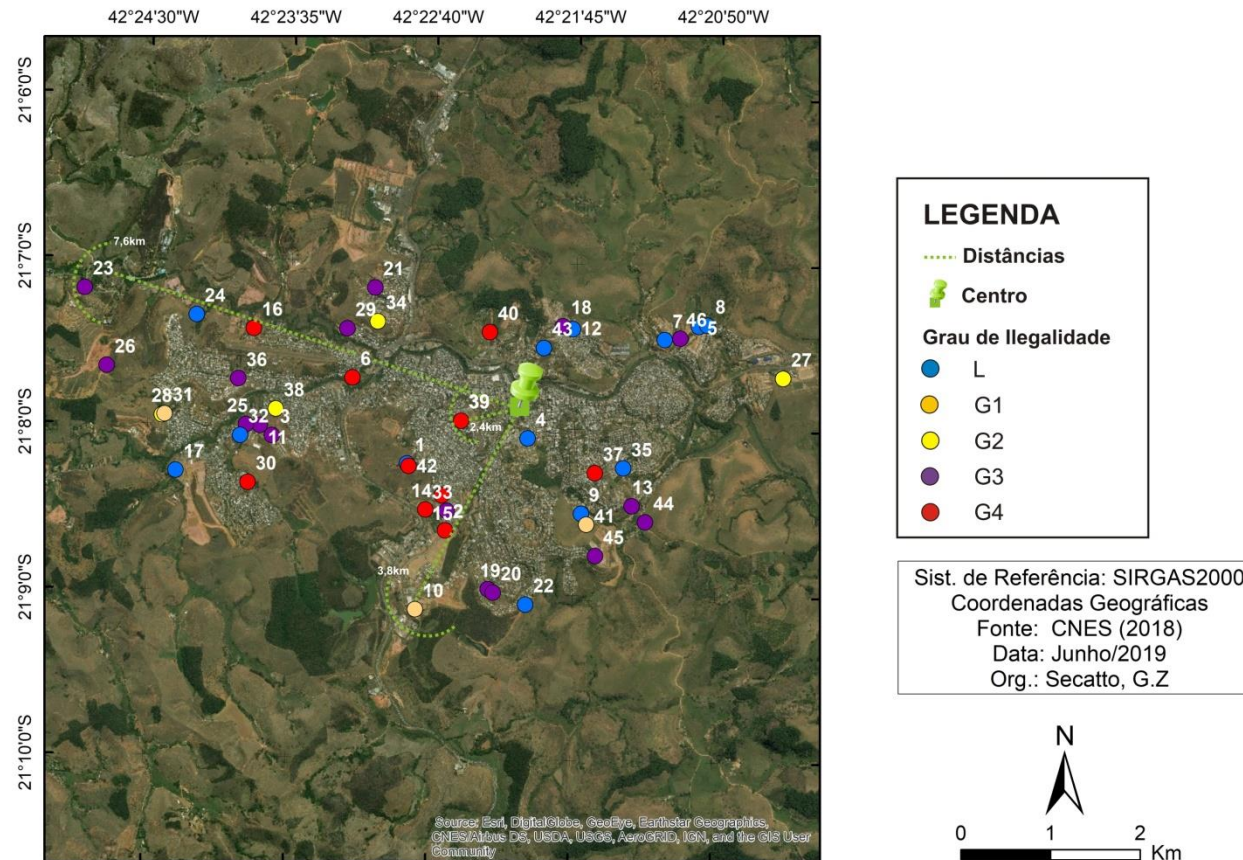 42°24'30"W 42°23'35"W 42°22'40"W 42°21'45"W 42°20'50"W
21°6'0"S
21°7'0"S
21°8'0"S
21°9'0"S
21°10'0"S
7,6km
23
21
24
16
29
34
40
18
43
12
8
7
46
5
26
36
6
27
28
31
38
39
2,4km
4
25
32
3
11
1
42
17
30
37
35
14
33
15
2
9
13
41
44
45
3,8km
10
19
20
22
Source: Esri, DigitalGlobe, GeoEye, Earthstar Geographics,
CNES/Airbus DS, USDA, USGS, AeroGRID, IGN, and the GIS User
Community
LEGENDA
Distâncias
Centro
Grau de Ilegalidade
L
G1
G2
G3
G4
Sist. de Referência: SIRGAS2000
Coordenadas Geográficas
Fonte: CNES (2018)
Data: Junho/2019
Org.: Secatto, G.Z
N
0 1 2
Km